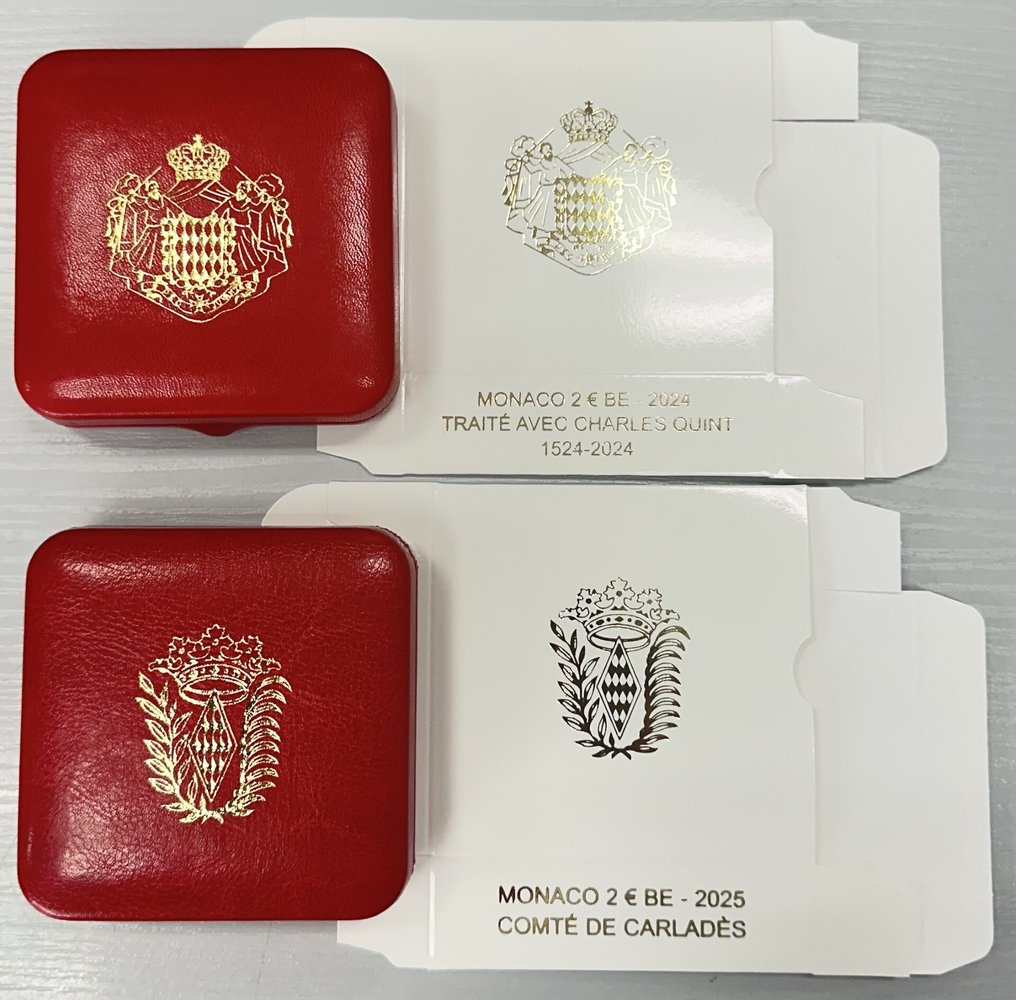 MONACO 2 € BE - 2024
TRAITÉ AVEC CHARLES QUINT
1524-2024
MONACO 2 € BE - 2025
COMTÉ DE CARLADÈS